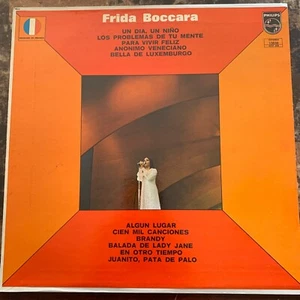 Frida Boccara
PHILIPS
UN DIA, UN NIÑO
LOS PROBLEMAS DE TU MENTE
PARA VIVIR FELIZ
ANONIMO VENECIANO
BELLA DE LUXEMBURGO
ALGUN LUGAR
CIEN MIL CANCIONES
BRANDY
BALADA DE LADY JANE
EN OTRO TIEMPO
JUANITO, PATA DE PALO